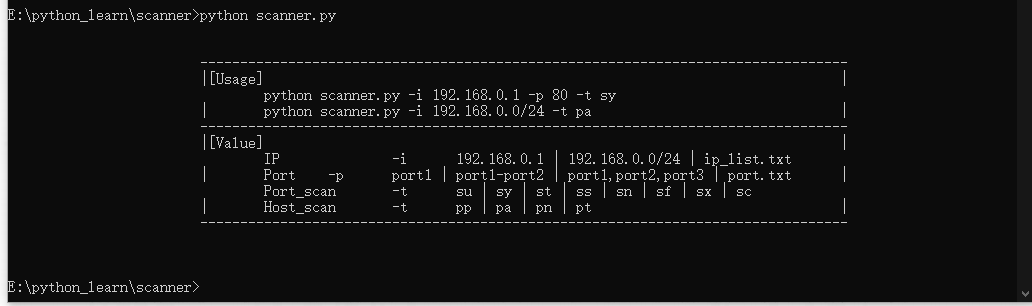 E:\python_learn\scanner>python scanner.py
--------------------------------------------------------------------------------
|[Usage] |
python scanner.py -i 192.168.0.1 -p 80 -t sy
| python scanner.py -i 192.168.0.0/24 -t pa |
--------------------------------------------------------------------------------
|[Value] |
IP -i 192.168.0.1 | 192.168.0.0/24 | ip_list.txt
| Port -p port1 | port1-port2 | port1,port2,port3 | port.txt |
Port_scan -t su | sy | st | ss | sn | sf | sx | sc
| Host_scan -t pp | pa | pn | pt |
--------------------------------------------------------------------------------
E:\python_learn\scanner>